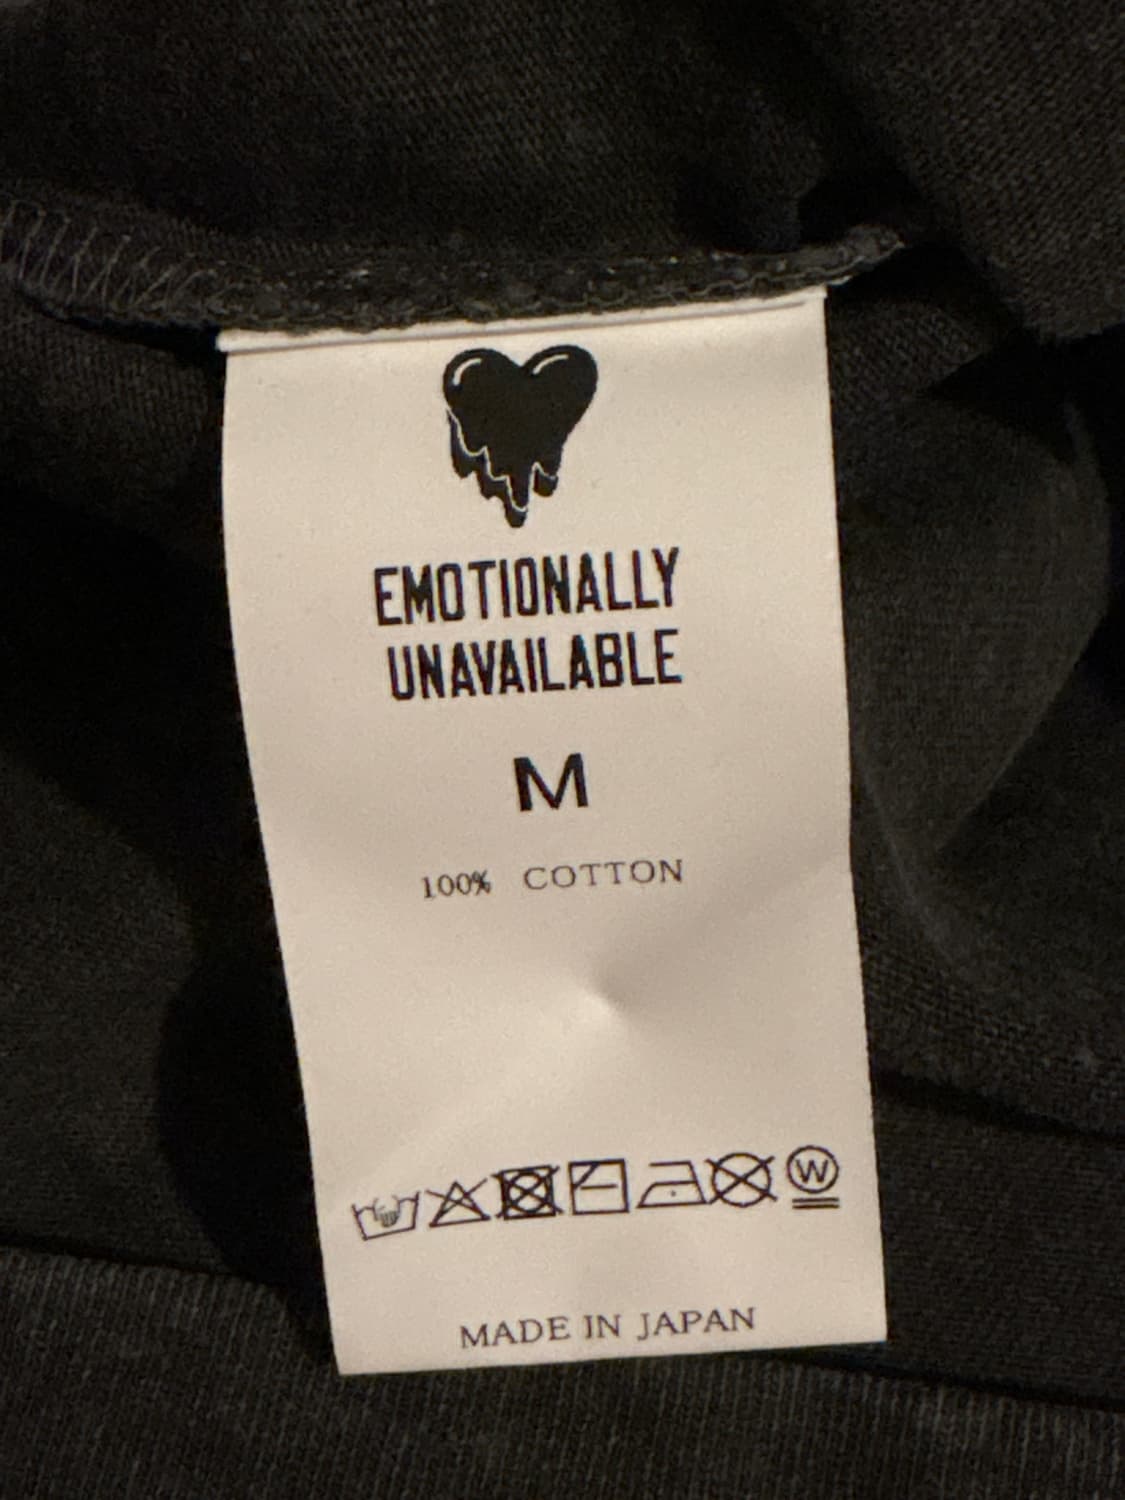 EMOTIONALLY
UNAVAILABLE
M
100% COTTON
W
MADE IN JAPAN